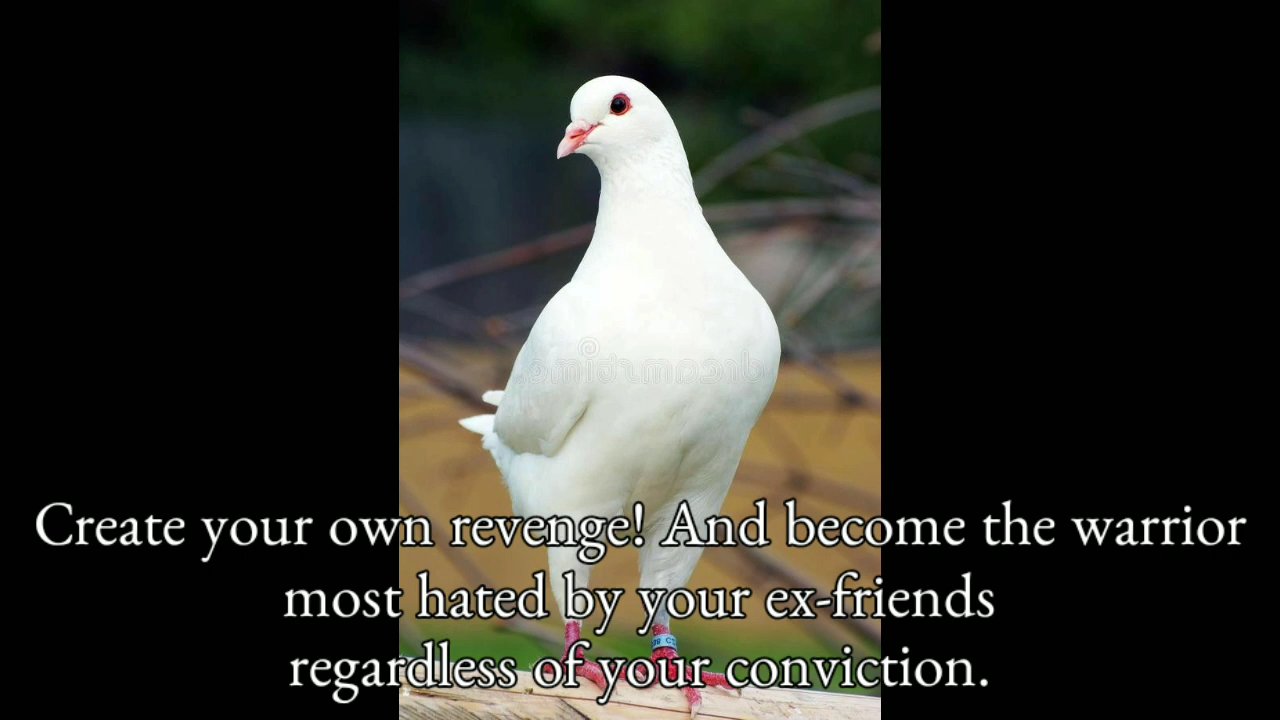 Create your own revenge! And become the warrior
most hated by your ex-friends
regardless of your conviction.